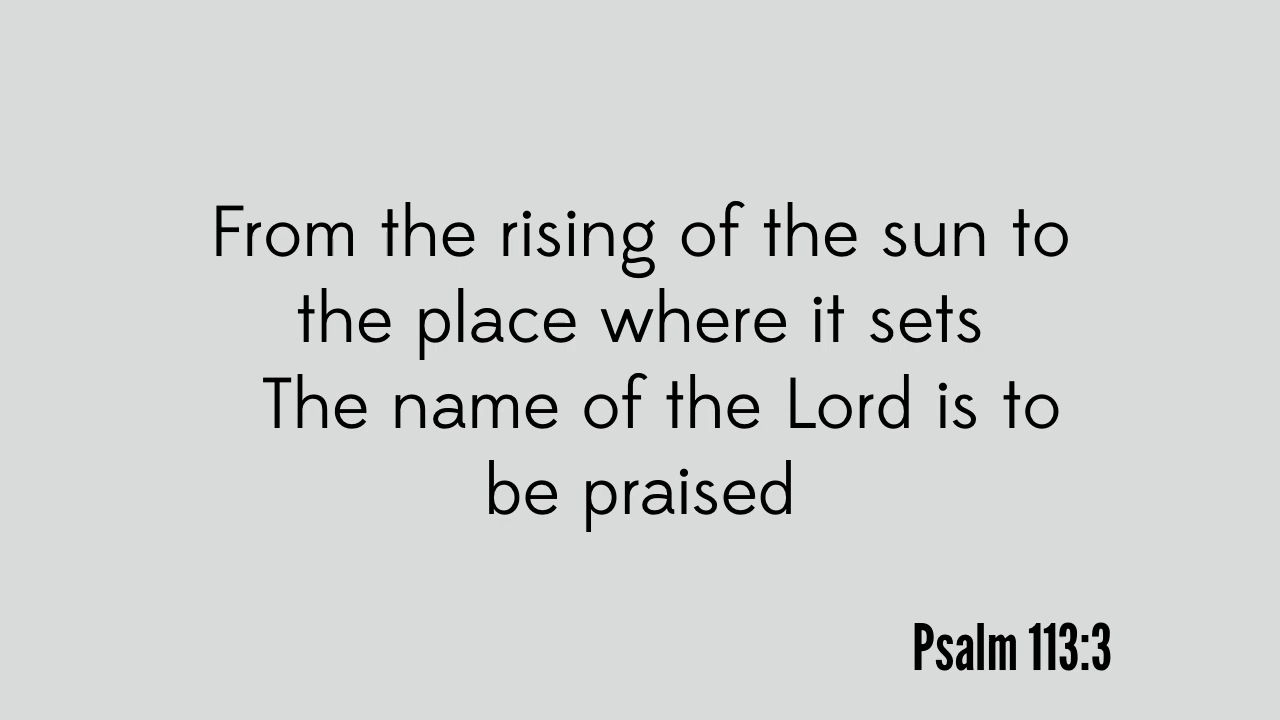 From the rising of the sun to
the place where it sets
The name of the Lord is to
be praised
Psalm 113:3